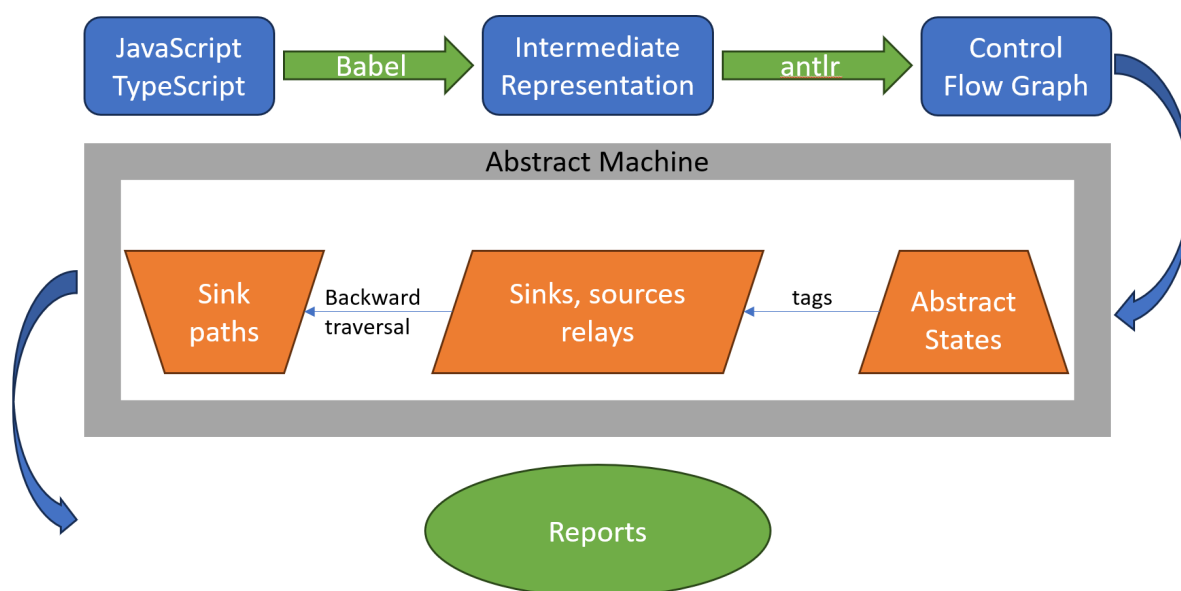 JavaScript
TypeScript
Babel
Intermediate
Representation
antlr
Control
Flow Graph
Abstract Machine
Sink
paths
Backward
traversal
Sinks, sources
relays
tags
Abstract
States
Reports